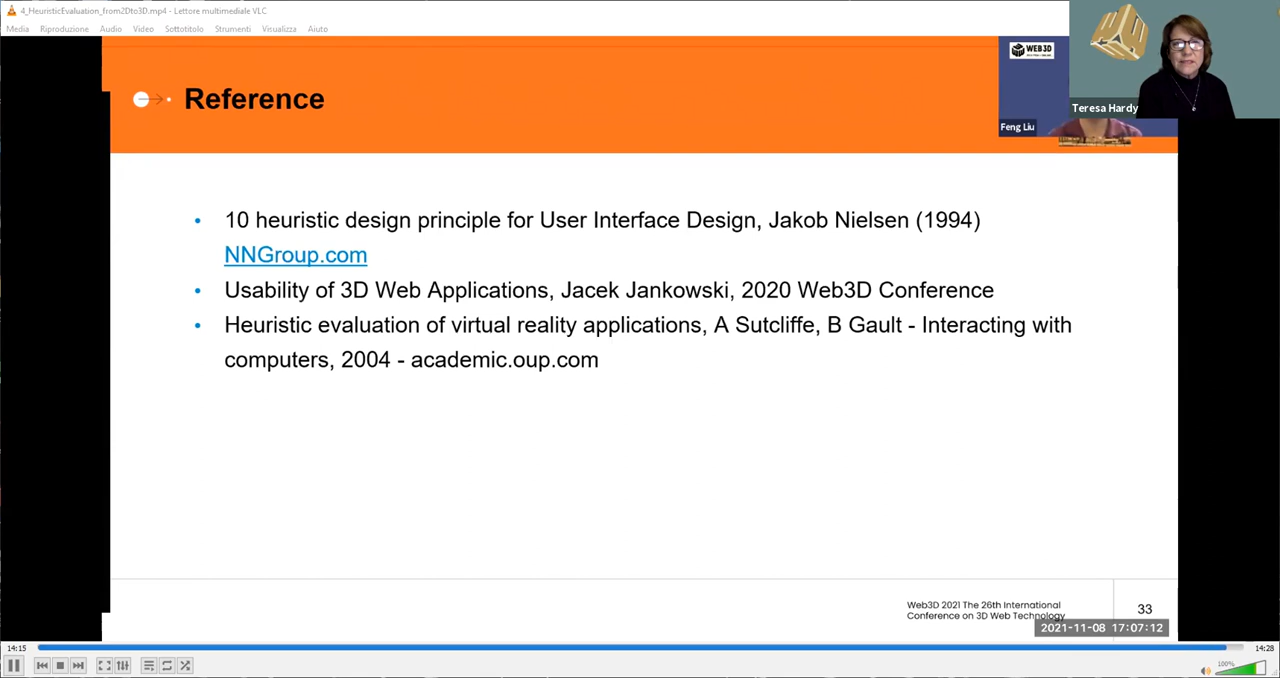 4_HeuristicEvaluation_from2Dto3D.mp4 - Lettore multimediale VLC
Media Riproduzione Audio Video Sottotitolo Strumenti Visualizza Aiuto
WEB3D
Teresa Hardy
Feng Liu
Reference
10 heuristic design principle for User Interface Design, Jakob Nielsen (1994)
NNGroup.com
Usability of 3D Web Applications, Jacek Jankowski, 2020 Web3D Conference
Heuristic evaluation of virtual reality applications, A Sutcliffe, B Gault - Interacting with
computers, 2004 - academic.oup.com
Web3D 2021 The 26th International
Conference on 3D Web Technology
33
2021-11-08 17:07:12
14:15
14:28
100%